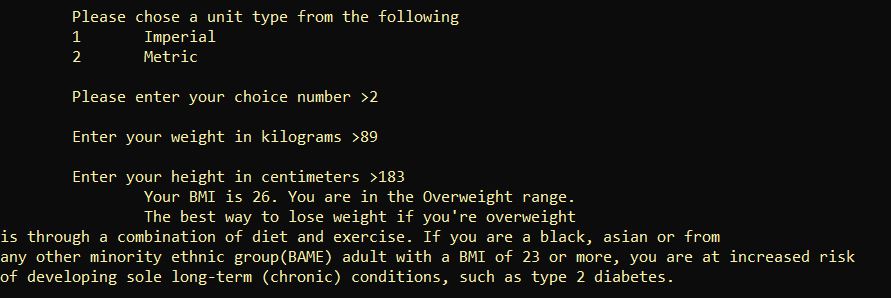 Please chose a unit type from the following
1 Imperial
2 Metric
Please enter your choice number >2
Enter your weight in kilograms >89
Enter your height in centimeters >183
Your BMI is 26. You are in the Overweight range.
The best way to lose weight if you're overweight
is through a combination of diet and exercise. If you are a black, asian or from
any other minority ethnic group(BAME) adult with a BMI of 23 or more, you are at increased risk
of developing sole long-term (chronic) conditions, such as type 2 diabetes.